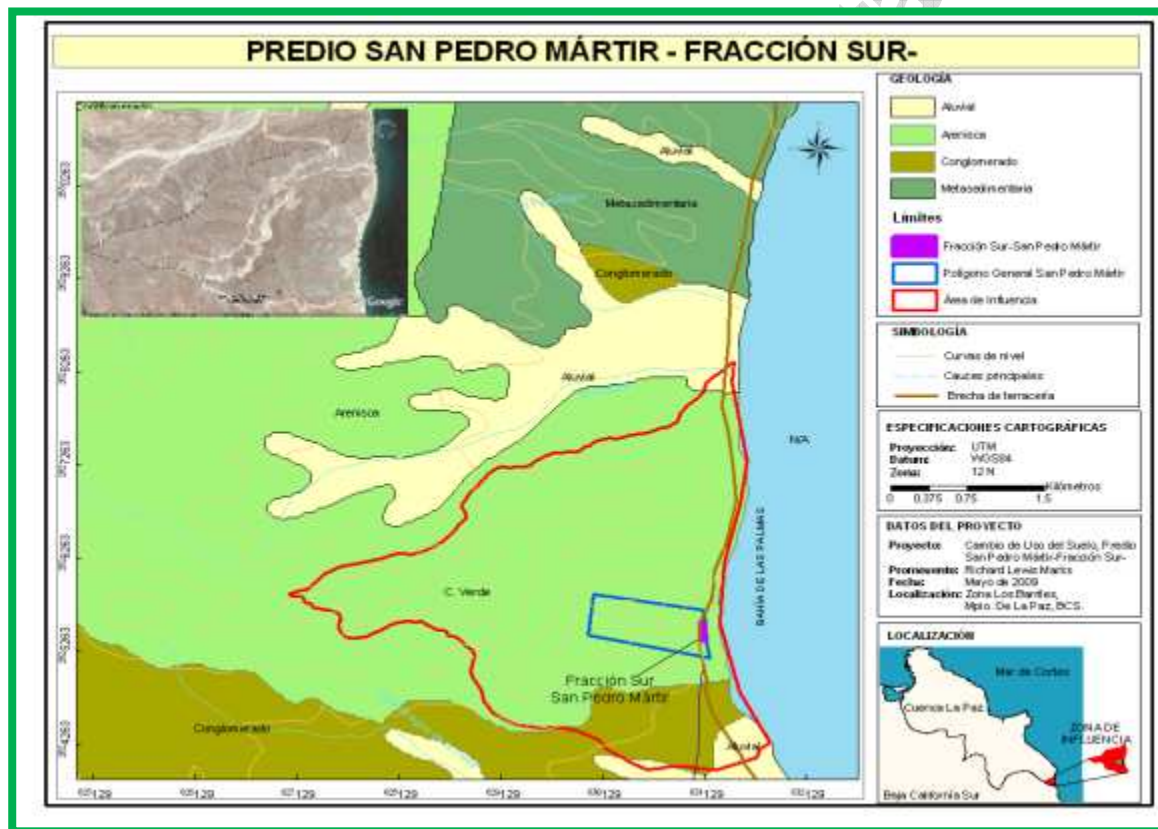 PREDIO SAN PEDRO MÁRTIR - FRACCIÓN SUR-
Conglomerado
Google
Aluvial
Metasedimentaria
Conglomerado
Aluvial
Arenisca
N/A
BAHÍA DE LAS PALMAS
C. Verde
Fracción Sur
San Pedro Mártir
Conglomerado
Aluvial
GEOLOGÍA
Aluvial
Arenisca
Conglomerado
Metasedimentaria
Límites
Fracción Sur-San Pedro Mártir
Polígono General San Pedro Mártir
Área de Influencia
SIMBOLOGÍA
Curvas de nivel
Cauces principales
Brecha de terracería
ESPECIFICACIONES CARTOGRÁFICAS
Proyección: UTM
Datum: WGS84
Zona: 12 N
Kilómetros
0 0.375 0.75 1.5
DATOS DEL PROYECTO
Proyecto: Cambio de Uso del Suelo, Predio
San Pedro Mártir-Fracción Sur-
Promovente: Richard Lewis Marks
Fecha: Mayo de 2009
Localización: Zona Los Barriles,
Mpio. De La Paz, BCS.
LOCALIZACIÓN
Mar de Cortes
Cuenca La Paz
ZONA DE
INFLUENCIA
Baja California Sur